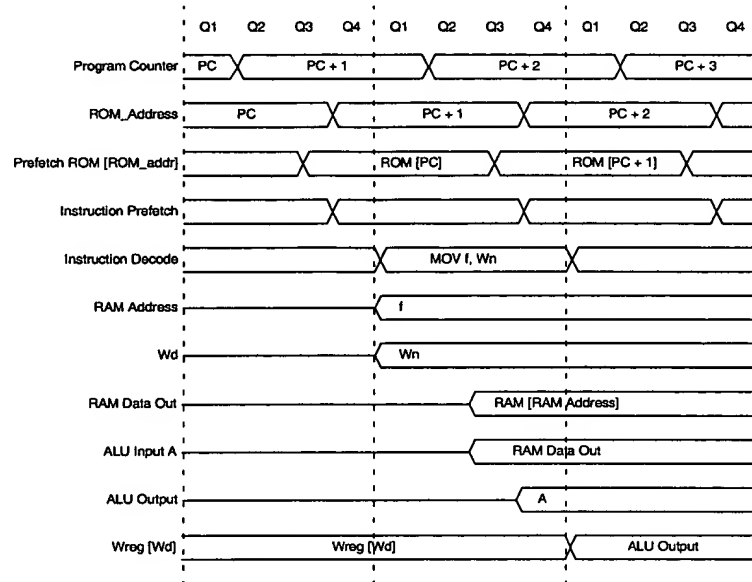 Q1 Q2 Q3 Q4 Q1 Q2 Q3 Q4 Q1 Q2 Q3 Q4
Program Counter PC PC + 1 PC + 2 PC + 3
ROM_Address PC PC + 1 PC + 2
Prefetch ROM [ROM_addr] ROM [PC] ROM [PC + 1]
Instruction Prefetch
Instruction Decode MOV f, Wn
RAM Address f
Wd Wn
RAM Data Out RAM [RAM Address]
ALU Input A RAM Data Out
ALU Output A
Wreg [Wd] Wreg [Wd] ALU Output